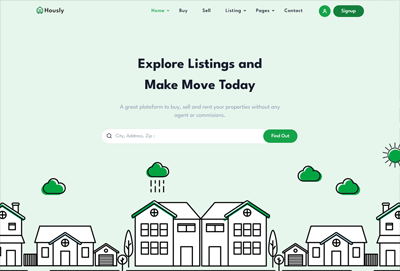 Hously
Home Buy Sell Listing Pages Contact
Signup
Explore Listings and
Make Move Today
A great plateform to buy, sell and rent your properties without any
agent or commisions.
City, Address, Zip :
Find Out